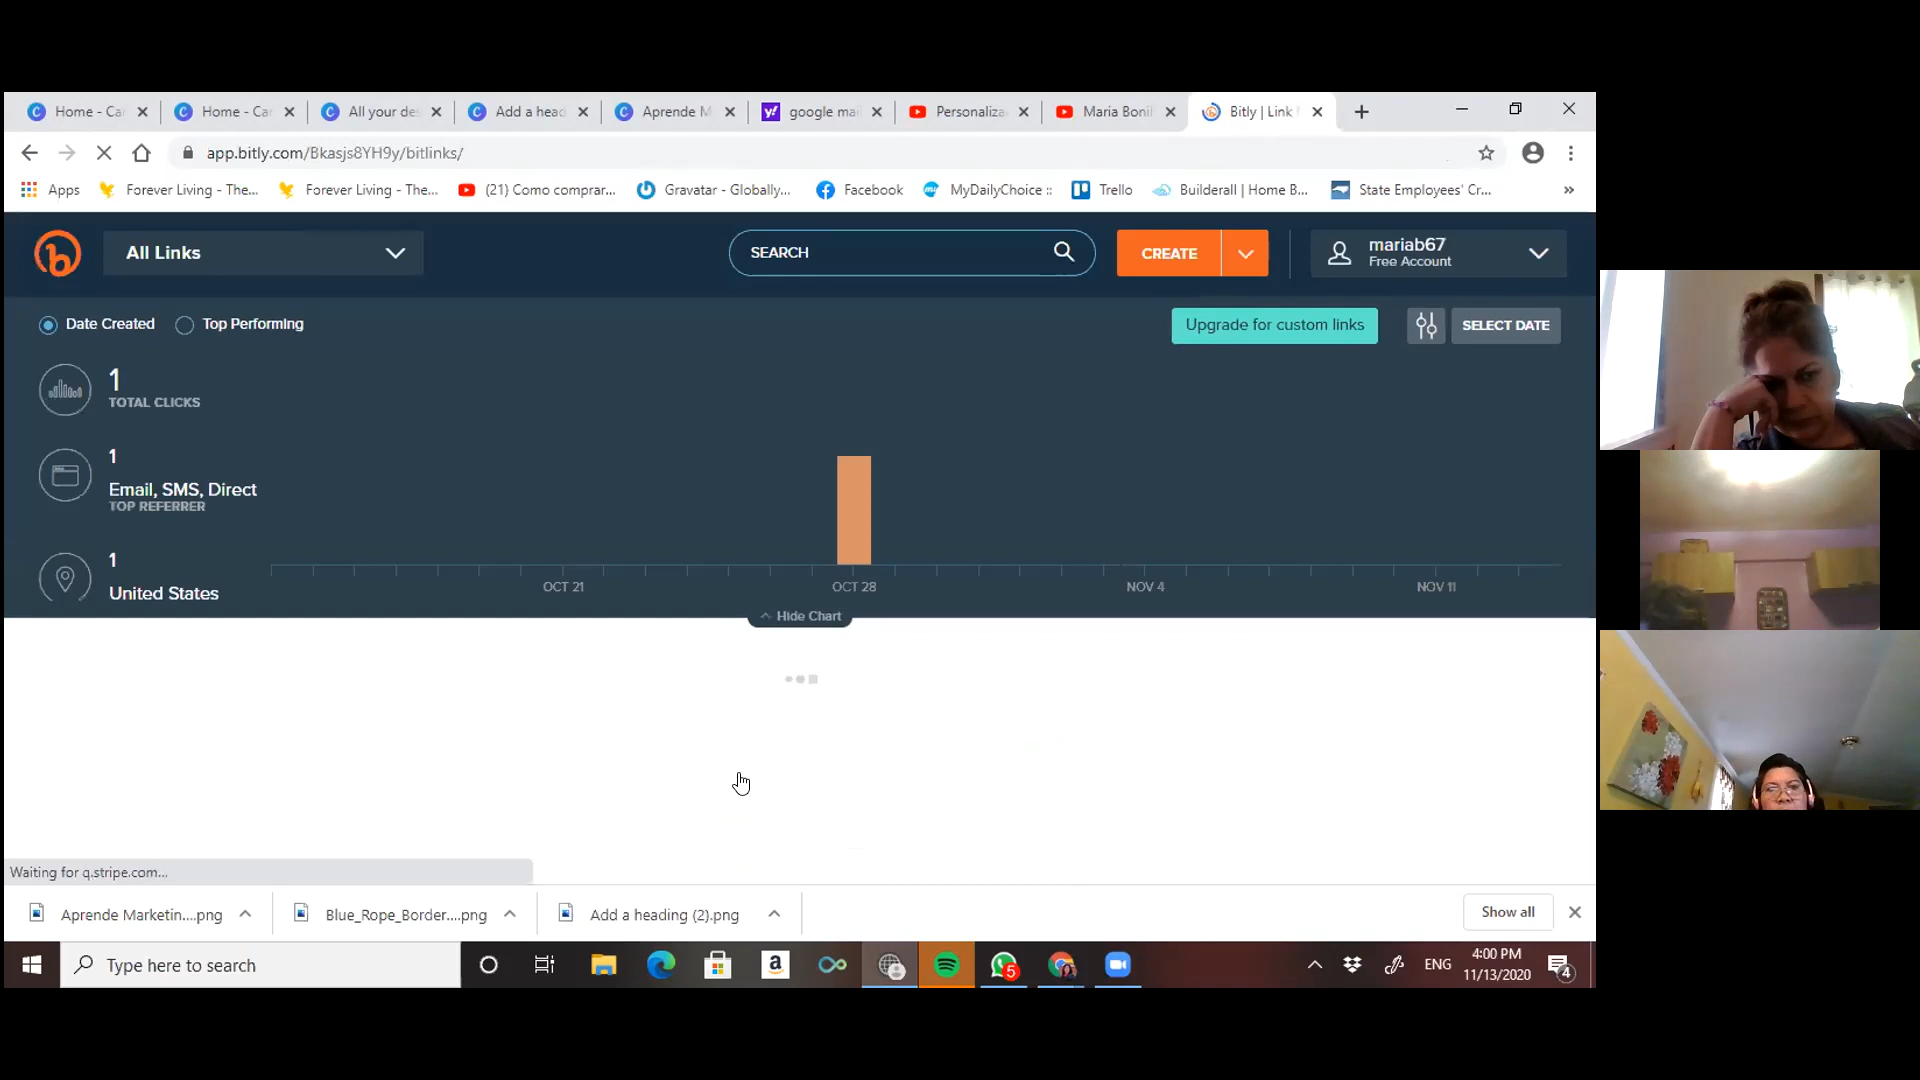 Home - Ca
Home - Car
All your des
Add a head
Aprende M
google mai
Personaliza
Maria Bonil
Bitly | Link
app.bitly.com/Bkasjs8YH9y/bitlinks/
Apps
Forever Living - The...
Forever Living - The...
(21) Como comprar...
Gravatar - Globally...
Facebook
MyDailyChoice ::
Trello
Builderall | Home B...
State Employees' Cr...
»
All Links
SEARCH
CREATE
mariab67
Free Account
Date Created
Top Performing
Upgrade for custom links
SELECT DATE
1
TOTAL CLICKS
1
Email, SMS, Direct
TOP REFERRER
1
United States
OCT 21
OCT 28
NOV 4
NOV 11
Hide Chart
Waiting for q.stripe.com...
Aprende Marketin....png
Blue_Rope_Border....png
Add a heading (2).png
Show all
Type here to search
5
ENG
4:00 PM
11/13/2020
4